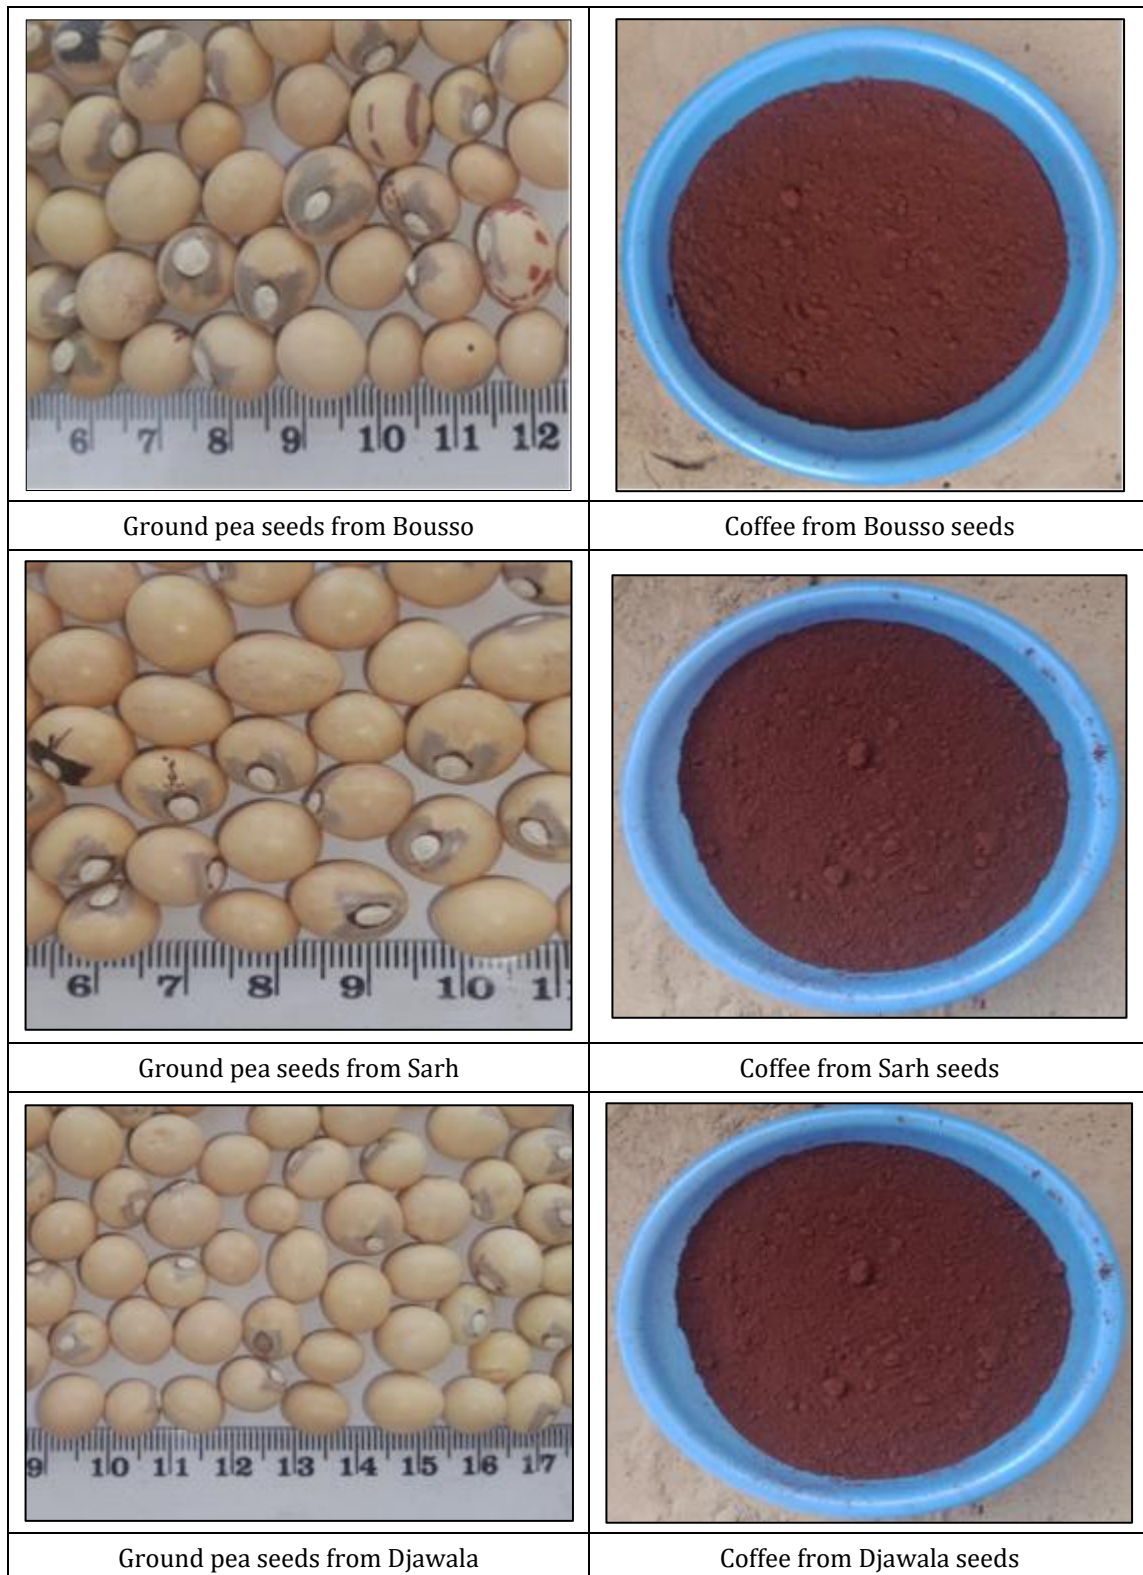 6 7 8 9 10 11 12
Ground pea seeds from Bousso
Coffee from Bousso seeds
6 7 8 9 10 1
Ground pea seeds from Sarh
Coffee from Sarh seeds
9 10 11 12 13 14 15 16 17
Ground pea seeds from Djawala
Coffee from Djawala seeds